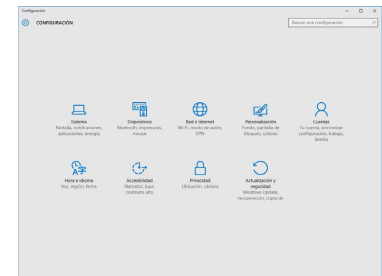 Configuración
CONFIGURACIÓN
Buscar una configuración
Sistema
Pantalla, notificaciones,
aplicaciones, energía
Dispositivos
Bluetooth, impresoras,
mouse
Red e Internet
Wi-Fi, modo de avión,
VPN
Personalización
Fondo, pantalla de
bloqueo, colores
Cuentas
Tu cuenta, sincronizar
configuración, trabajo,
familia
Hora e idioma
Voz, región, fecha
Accesibilidad
Narrador, lupa,
contraste alto
Privacidad
Ubicación, cámara
Actualización y
seguridad
Windows Update,
recuperación, copia de